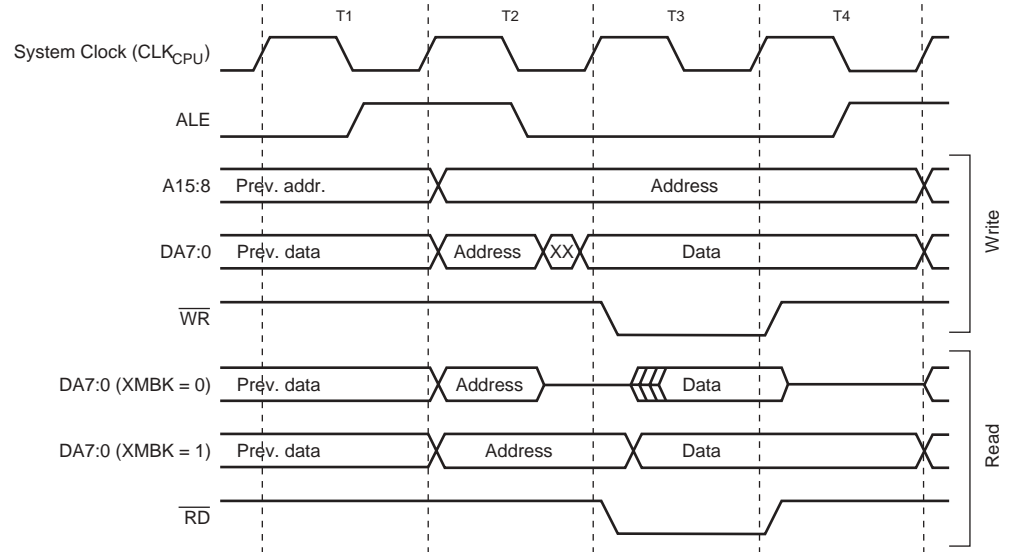 T1 T2 T3 T4
System Clock (CLKCPU)
ALE
A15:8 Prev. addr. Address
DA7:0 Prev. data Address XX Data
WR
Write
DA7:0 (XMBK = 0) Prev. data Address Data
DA7:0 (XMBK = 1) Prev. data Address Data
RD
Read